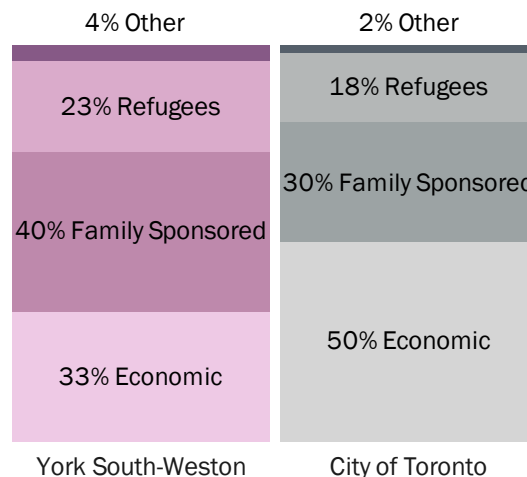 4% Other
23% Refugees
40% Family Sponsored
33% Economic
York South-Weston
2% Other
18% Refugees
30% Family Sponsored
50% Economic
City of Toronto